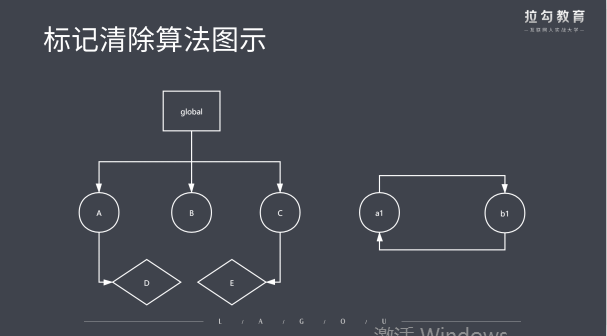 拉勾教育
—互联网人实战大学—
标记清除算法图示
global
A
B
C
a1
b1
D
E
L / A / G / O / U
激活 Windows